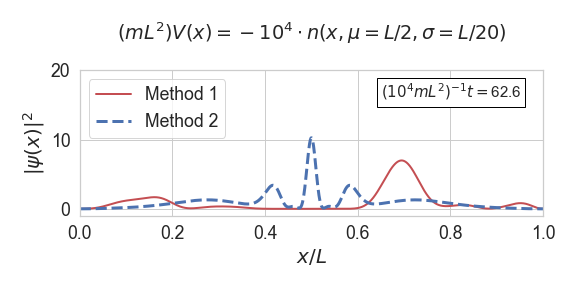 (mL²)V(x) = −10⁴ · n(x, μ = L/2, σ = L/20)
20
10
0
|ψ(x)|²
Method 1
Method 2
(10⁴mL²)⁻¹t = 62.6
0.0 0.2 0.4 0.6 0.8 1.0
x/L